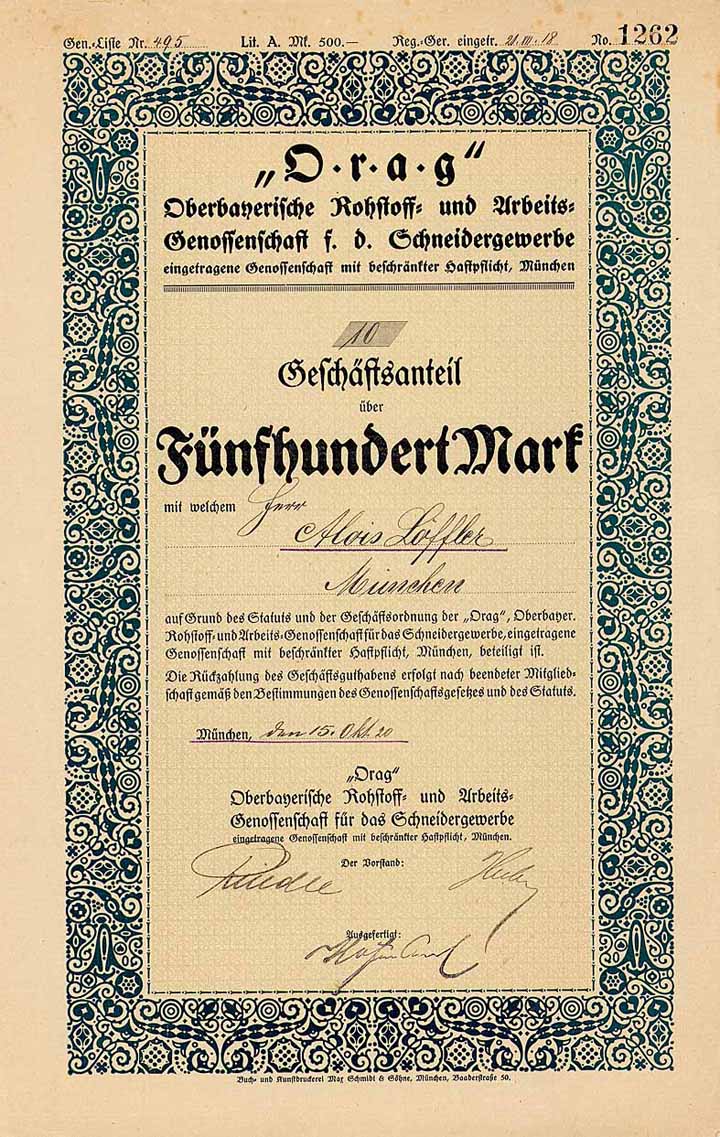 Gen.-Liste Nr. 495 Lit. A. Mk. 500.— Reg.-Ger. eingetr. 18 No. 1262
„O·r·a·g“
Oberbayerische Rohstoff- und Arbeits-
Genossenschaft f. d. Schneidergewerbe
eingetragene Genossenschaft mit beschränkter Haftpflicht, München
10
Geschäftsanteil
über
Fünfhundert Mark
mit welchem Herr
Alois Löffler
München
auf Grund des Statuts und der Geschäftsordnung der „Orag“, Oberbayer.
Rohstoff- und Arbeits-Genossenschaft für das Schneidergewerbe, eingetragene
Genossenschaft mit beschränkter Haftpflicht, München, beteiligt ist.
Die Rückzahlung des Geschäftsguthabens erfolgt nach beendeter Mitglied-
schaft gemäß den Bestimmungen des Genossenschaftsgesetzes und des Statuts.
München, den 15. Okt. 20
„Orag“
Oberbayerische Rohstoff- und Arbeits-
Genossenschaft für das Schneidergewerbe
eingetragene Genossenschaft mit beschränkter Haftpflicht, München.
Der Vorstand:
Ausgefertigt:
Buch- und Kunstdruckerei Max Schmidt & Söhne, München, Baaderstraße 50.